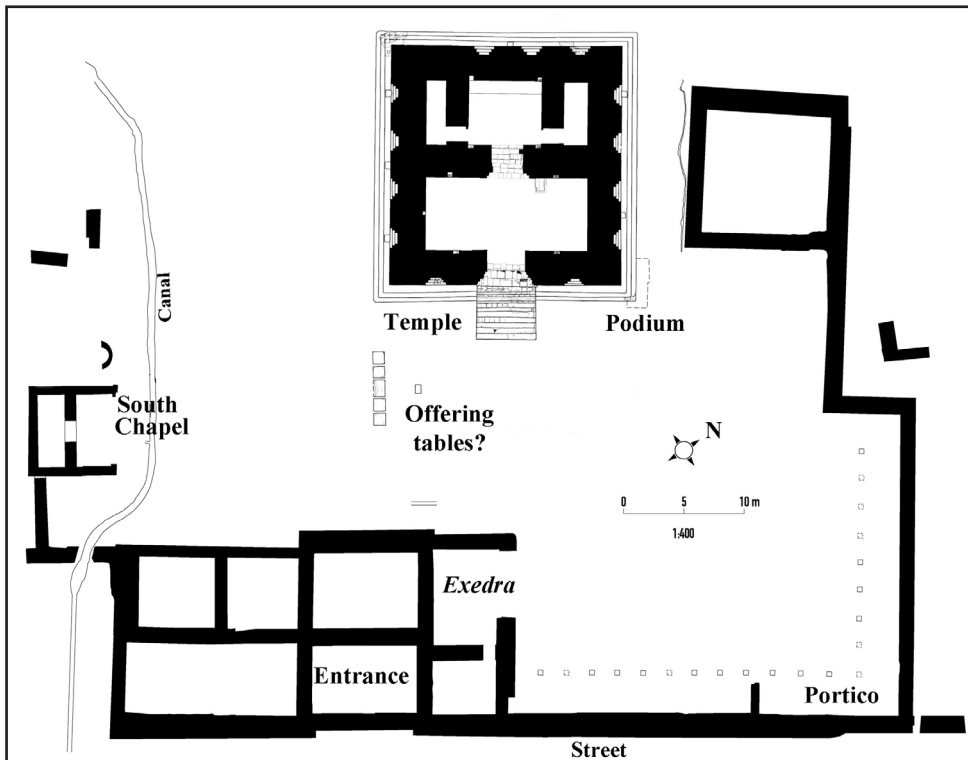 Temple
Podium
Canal
South
Chapel
Offering
tables?
N
0 5 10 m
1:400
Exedra
Entrance
Portico
Street